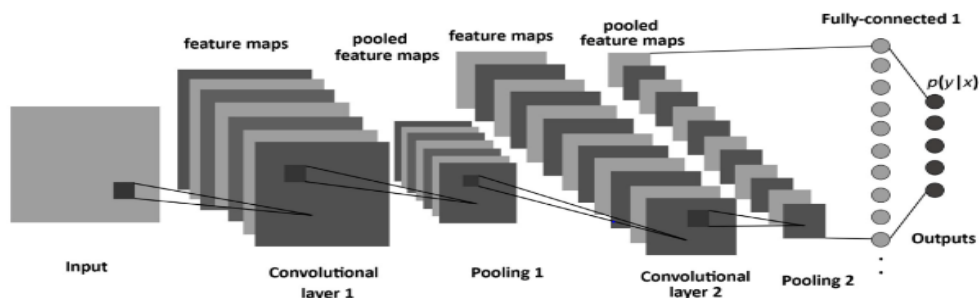 Fully-connected 1
feature maps
pooled
feature maps
feature maps
pooled
feature maps
p(y|x)
Outputs
Input
Convolutional
layer 1
Pooling 1
Convolutional
layer 2
Pooling 2